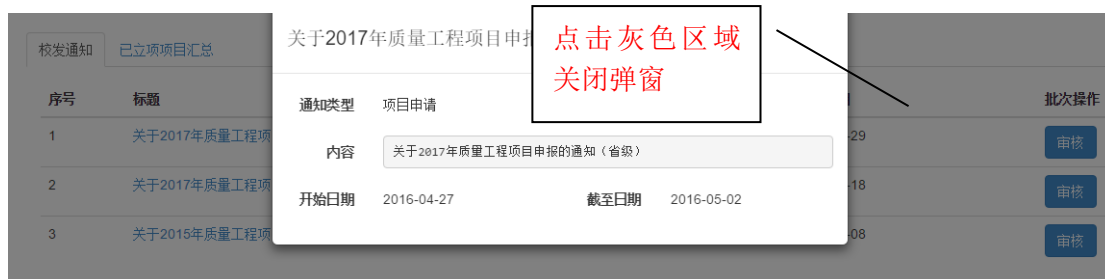 校发通知 已立项项目汇总
关于2017年质量工程项目申报
点击灰色区域
关闭弹窗
序号 标题 批次操作
通知类型 项目申请
1 关于2017年质量工程项 -29 审核
内容 关于2017年质量工程项目申报的通知（省级）
2 关于2017年质量工程项 -18 审核
开始日期 2016-04-27 截至日期 2016-05-02
3 关于2015年质量工程项 -08 审核